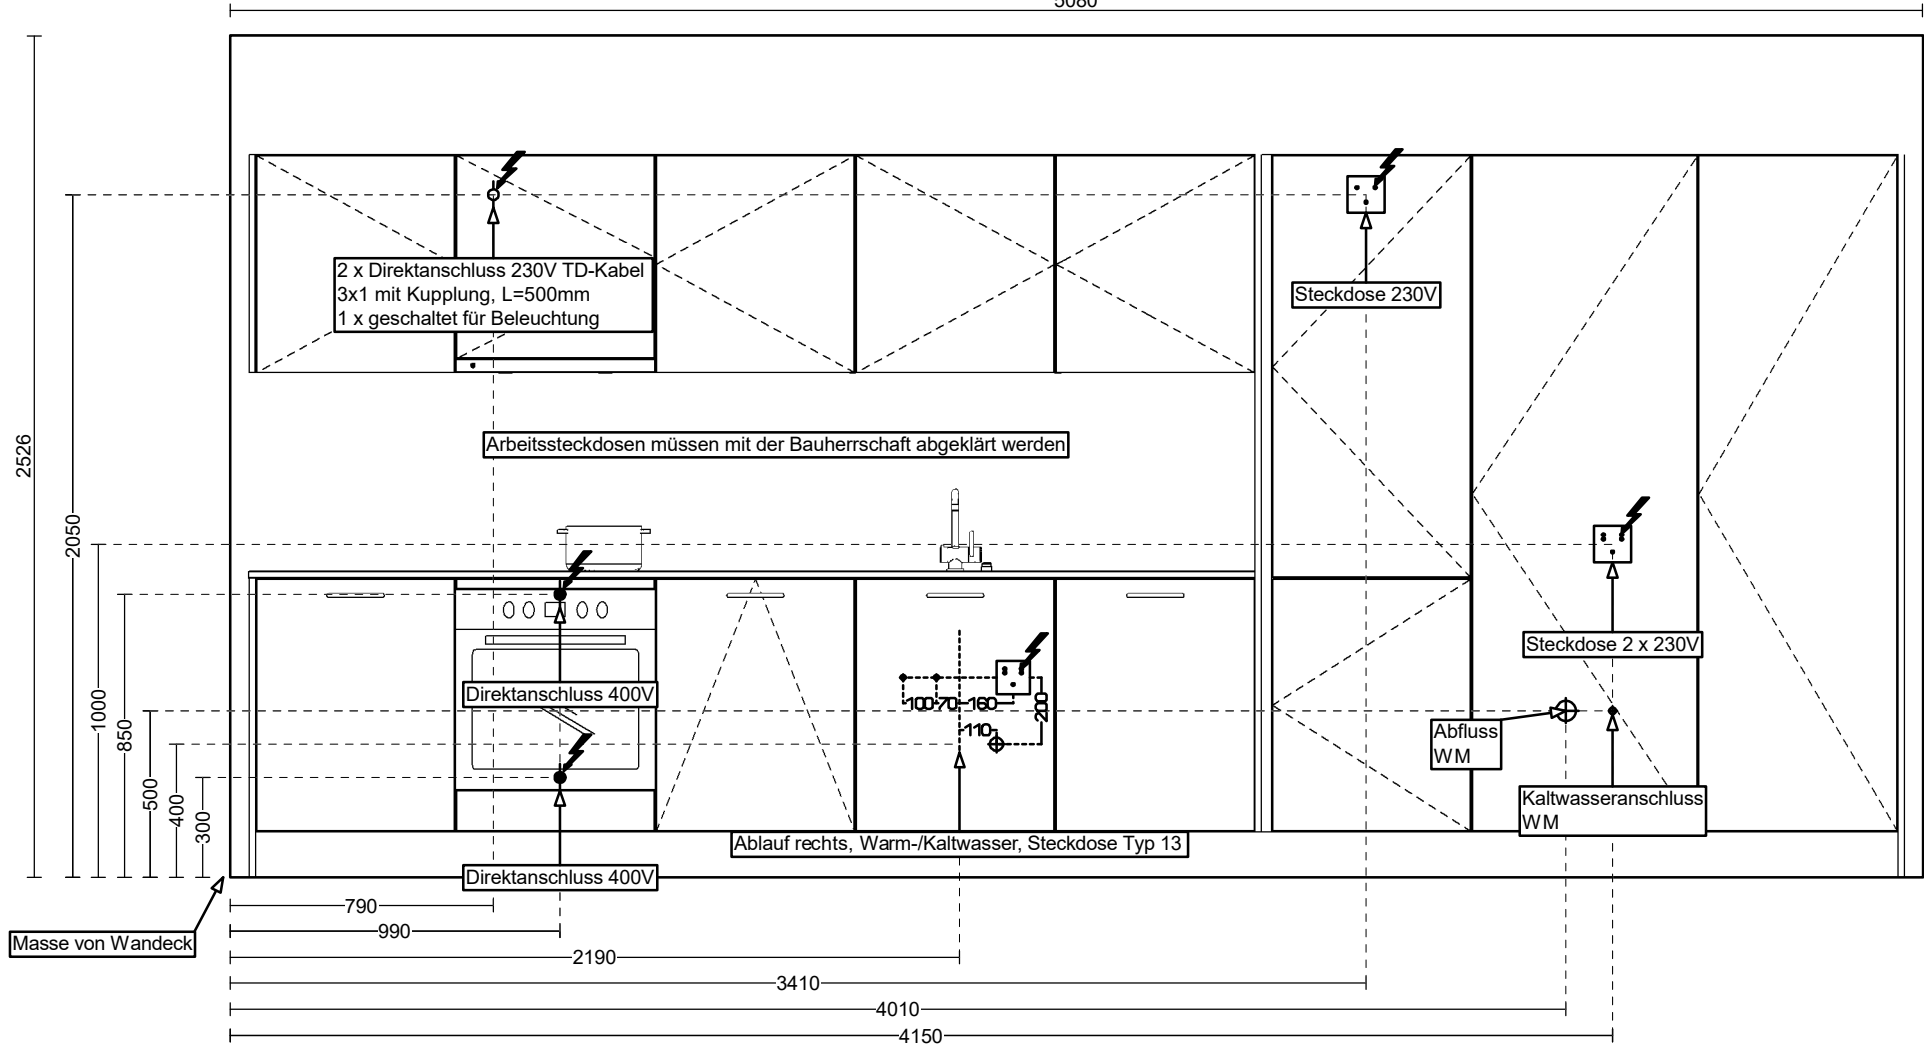 5080
2 x Direktanschluss 230V TD-Kabel
3x1 mit Kupplung, L=500mm
1 x geschaltet für Beleuchtung
Steckdose 230V
Arbeitssteckdosen müssen mit der Bauherrschaft abgeklärt werden
2526
2050
1000
850
500
400
300
Direktanschluss 400V
100
70
160
200
110
Steckdose 2 x 230V
Abfluss
WM
Kaltwasseranschluss
WM
Ablauf rechts, Warm-/Kaltwasser, Steckdose Typ 13
Direktanschluss 400V
Masse von Wandeck
790
990
2190
3410
4010
4150